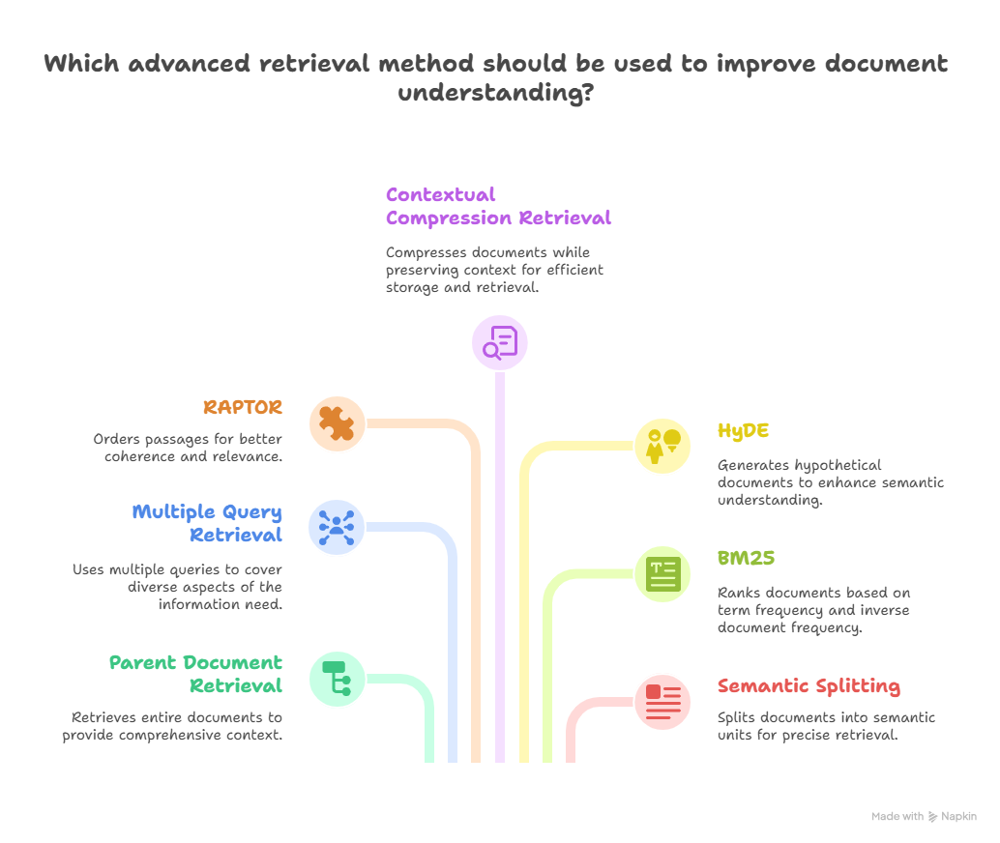 Which advanced retrieval method should be used to improve document
understanding?
Contextual
Compression Retrieval
Compresses documents while
preserving context for efficient
storage and retrieval.
RAPTOR
Orders passages for better
coherence and relevance.
HyDE
Generates hypothetical
documents to enhance semantic
understanding.
Multiple Query
Retrieval
Uses multiple queries to cover
diverse aspects of the
information need.
BM25
Ranks documents based on
term frequency and inverse
document frequency.
Parent Document
Retrieval
Retrieves entire documents to
provide comprehensive context.
Semantic Splitting
Splits documents into semantic
units for precise retrieval.
Made with Napkin